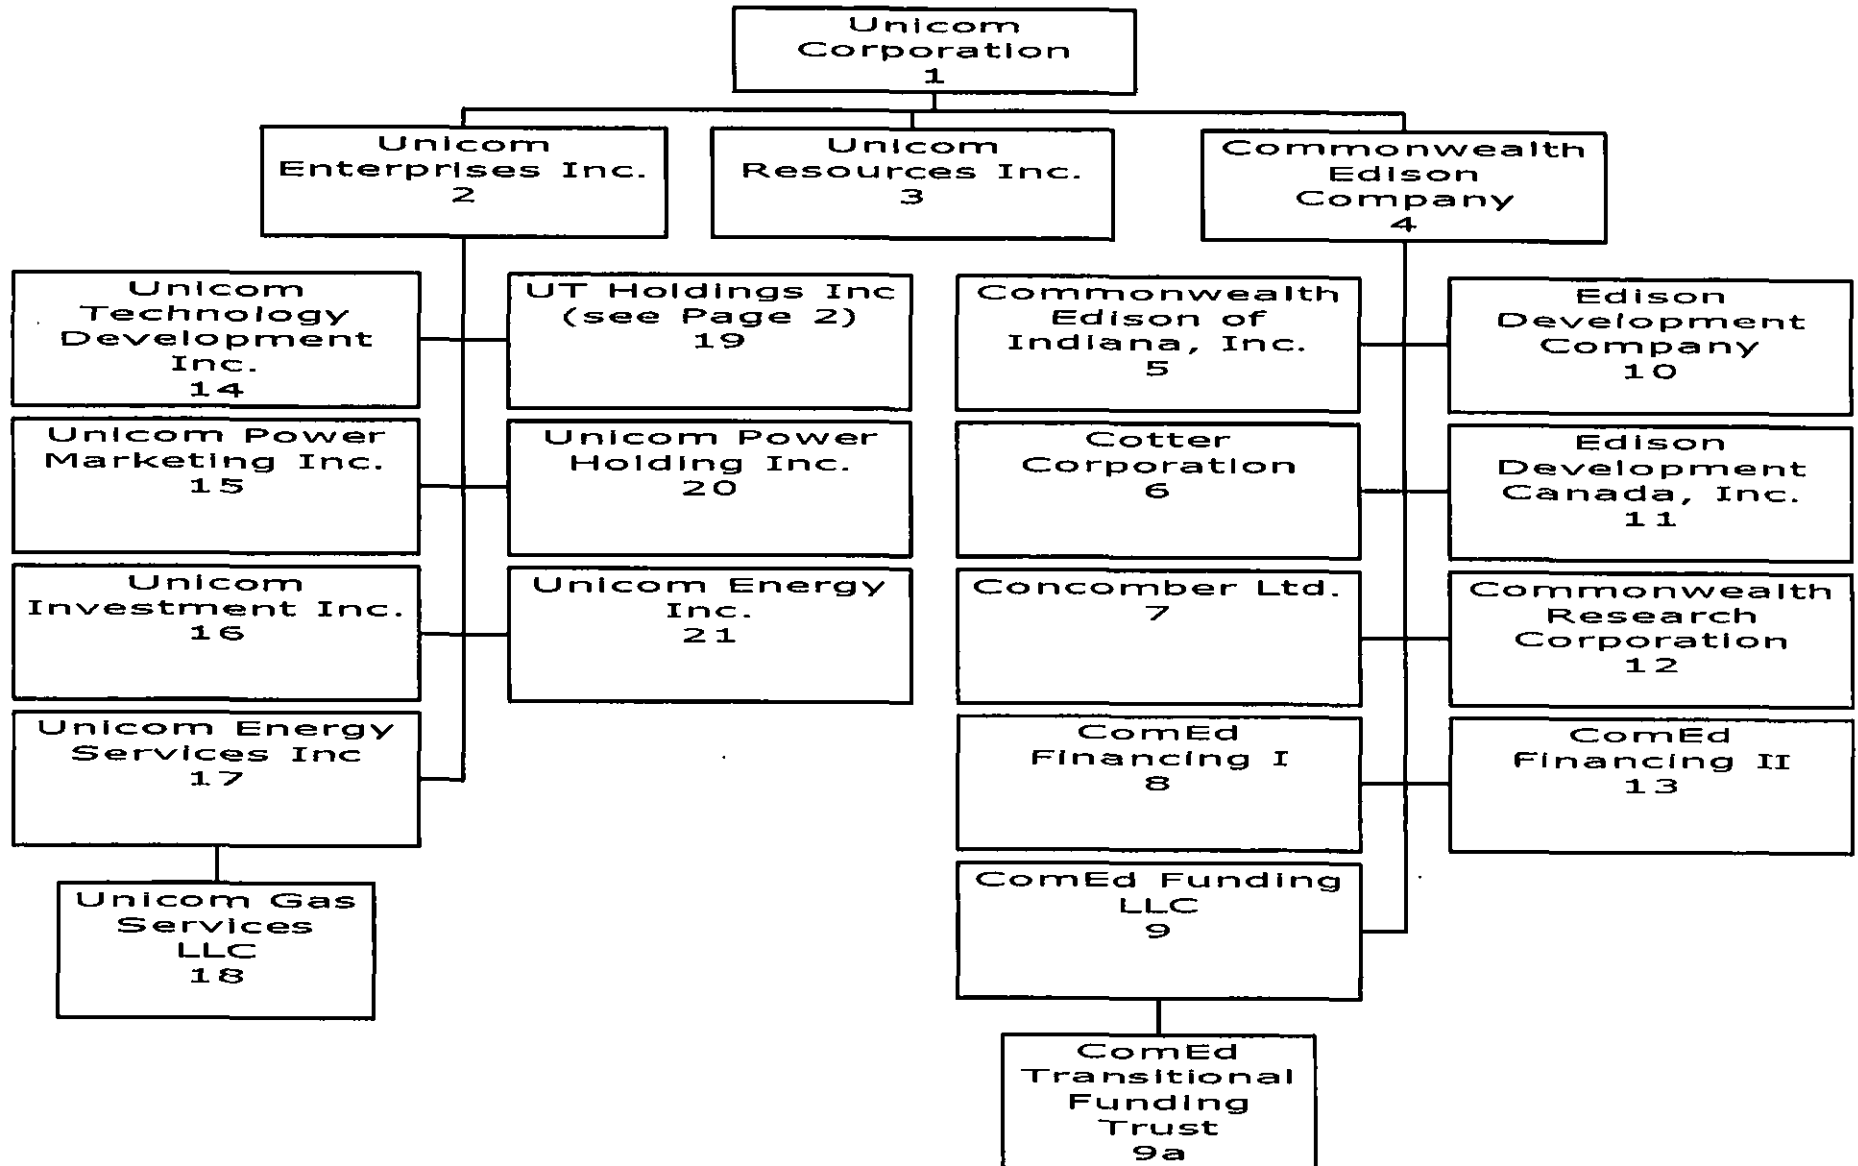 Unicom
Corporation
1
Unicom
Enterprises Inc.
2
Unicom
Resources Inc.
3
Commonwealth
Edison
Company
4
Unicom
Technology
Development
Inc.
14
UT Holdings Inc
(see Page 2)
19
Commonwealth
Edison of
Indiana, Inc.
5
Edison
Development
Company
10
Unicom Power
Marketing Inc.
15
Unicom Power
Holding Inc.
20
Cotter
Corporation
6
Edison
Development
Canada, Inc.
11
Unicom
Investment Inc.
16
Unicom Energy
Inc.
21
Concomber Ltd.
7
Commonwealth
Research
Corporation
12
Unicom Energy
Services Inc
17
ComEd
Financing I
8
ComEd
Financing II
13
Unicom Gas
Services
LLC
18
ComEd Funding
LLC
9
ComEd
Transitional
Funding
Trust
9a